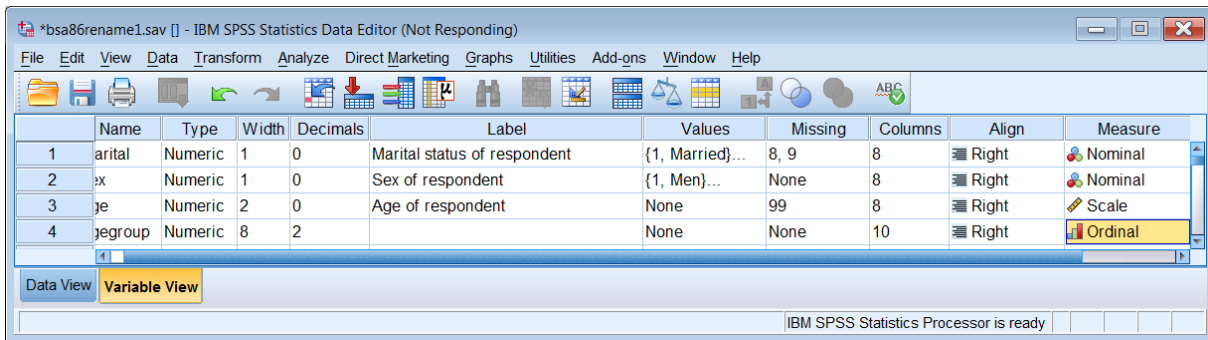 *bsa86rename1.sav [] - IBM SPSS Statistics Data Editor (Not Responding)
File Edit View Data Transform Analyze Direct Marketing Graphs Utilities Add-ons Window Help
Name Type Width Decimals Label Values Missing Columns Align Measure
1 arital Numeric 1 0 Marital status of respondent {1, Married}... 8, 9 8 Right Nominal
2 ex Numeric 1 0 Sex of respondent {1, Men}... None 8 Right Nominal
3 ge Numeric 2 0 Age of respondent None 99 8 Right Scale
4 gegroup Numeric 8 2 None None 10 Right Ordinal
Data View Variable View
IBM SPSS Statistics Processor is ready